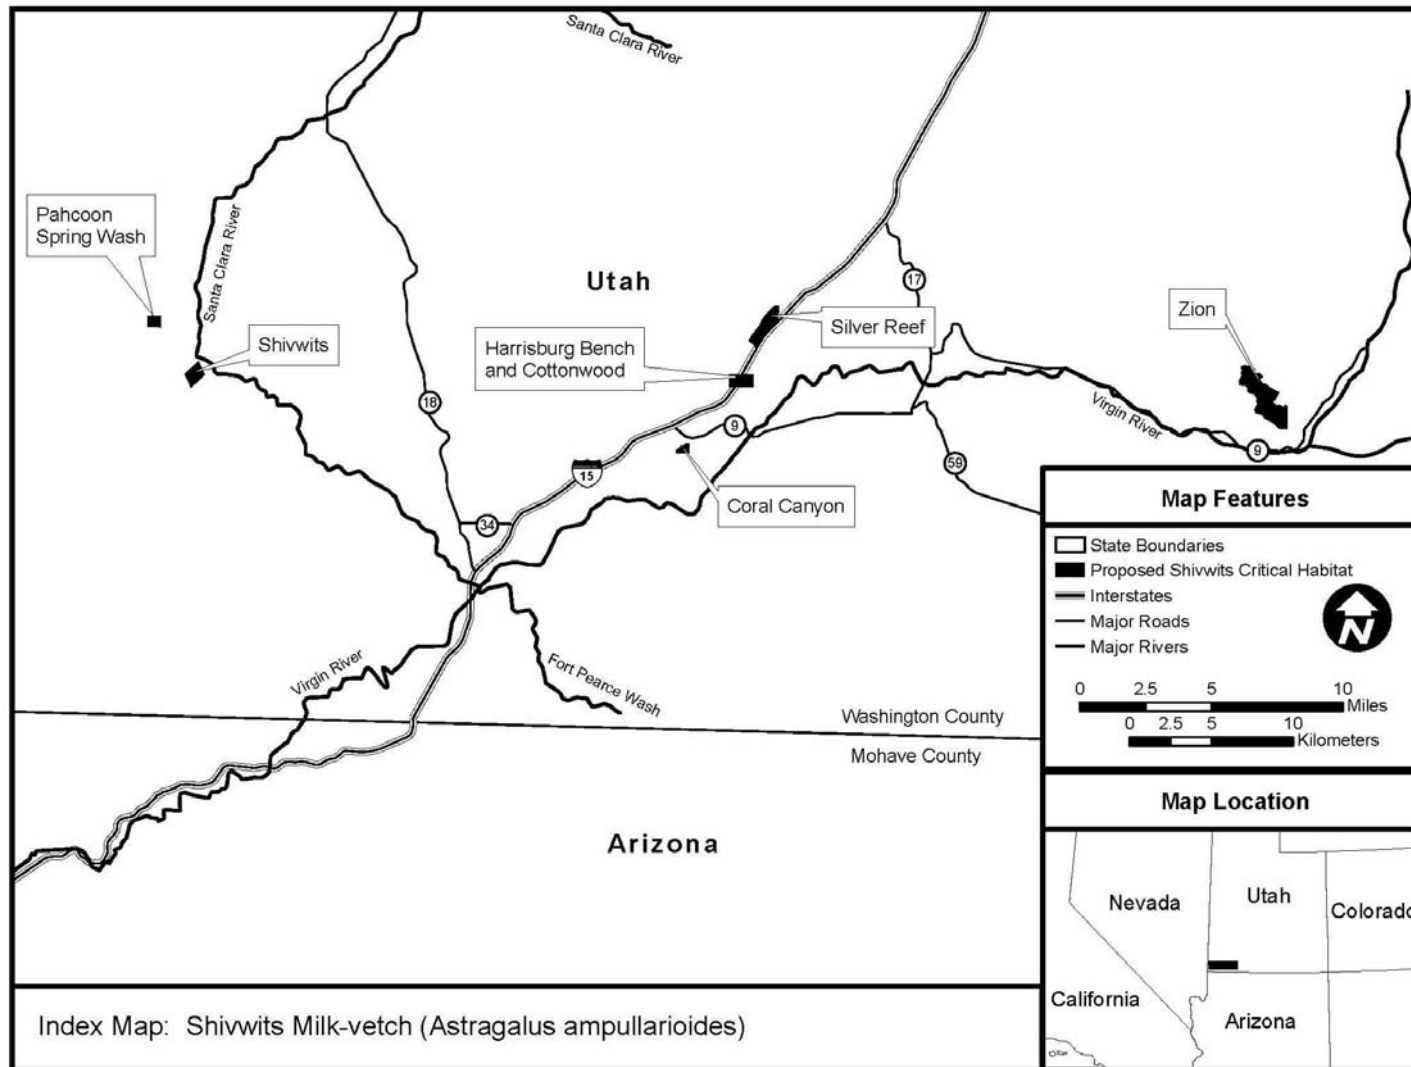 Santa Clara River
Pahcoon
Spring Wash
Santa Clara River
Utah
17
Zion
Silver Reef
Shivwits
Harrisburg Bench
and Cottonwood
18
9
Virgin River
9
59
15
Coral Canyon
34
Virgin River
Fort Pearce Wash
Washington County
Mohave County
Arizona
Map Features
State Boundaries
Proposed Shivwits Critical Habitat
Interstates
Major Roads
Major Rivers
N
0 2.5 5 10
Miles
0 2.5 5 10
Kilometers
Map Location
Nevada
Utah
Colorado
California
Arizona
Index Map: Shivwits Milk-vetch (Astragalus ampullarioides)